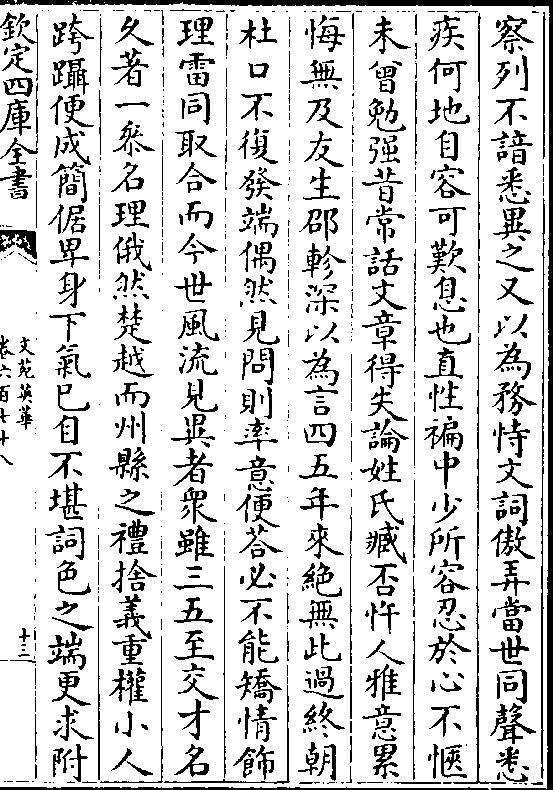 察列不諳悉異之又以為務恃文詞傲弄當世同聲悉
疾何地自容可歎息也直性褊中少所容忍於心不愜
未曾勉强昔常話文章得失論姓氏臧否忤人雅意累
悔無及友生邵軫深以為言四五年來絶無此過終朝
杜口不復發端偶然見問則率意便荅必不能矯情飾
理雷同取合而今世風流見異者衆雖三五至交才名
久著一叅名理俄然楚越而州縣之禮捨義重權小人
跨躡便成簡倨卑身下氣已自不堪詞色之端更求附
欽定四庫全書
文苑英華
卷六百七十八
十三